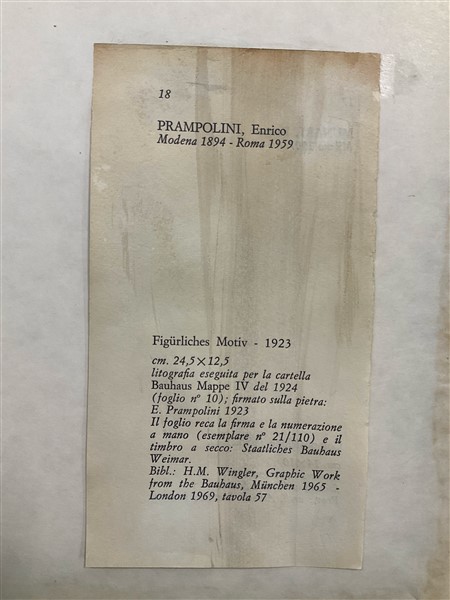 18
PRAMPOLINI, Enrico
Modena 1894 - Roma 1959
Figürliches Motiv - 1923
cm. 24,5×12,5
litografia eseguita per la cartella
Bauhaus Mappe IV del 1924
(foglio n° 10); firmato sulla pietra:
E. Prampolini 1923
Il foglio reca la firma e la numerazione
a mano (esemplare n° 21/110) e il
timbro a secco: Staatliches Bauhaus
Weimar.
Bibl.: H.M. Wingler, Graphic Work
from the Bauhaus, München 1965 -
London 1969, tavola 57